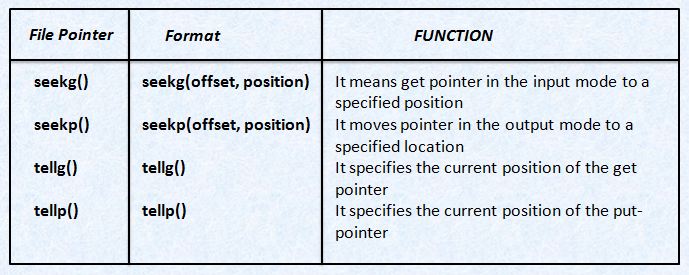 File Pointer Format FUNCTION
seekg() seekg(offset, position) It means get pointer in the input mode to a
specified position
seekp() seekp(offset, position) It moves pointer in the output mode to a
specified location
tellg() tellg() It specifies the current position of the get
pointer
tellp() tellp() It specifies the current position of the put-
pointer